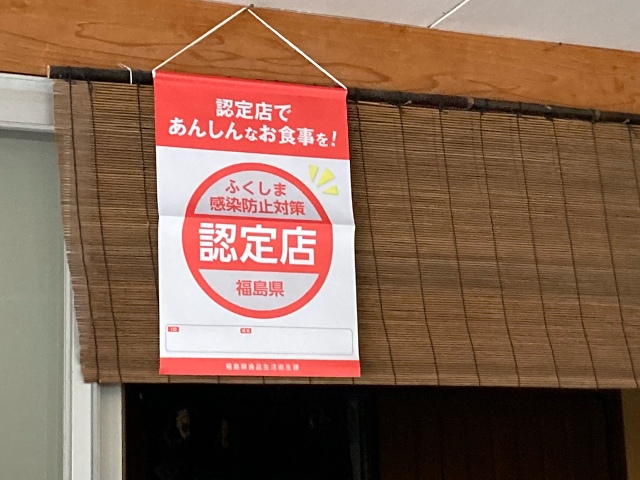 認定店で
あんしんなお食事を!
ふくしま
感染防止対策
認定店
福島県